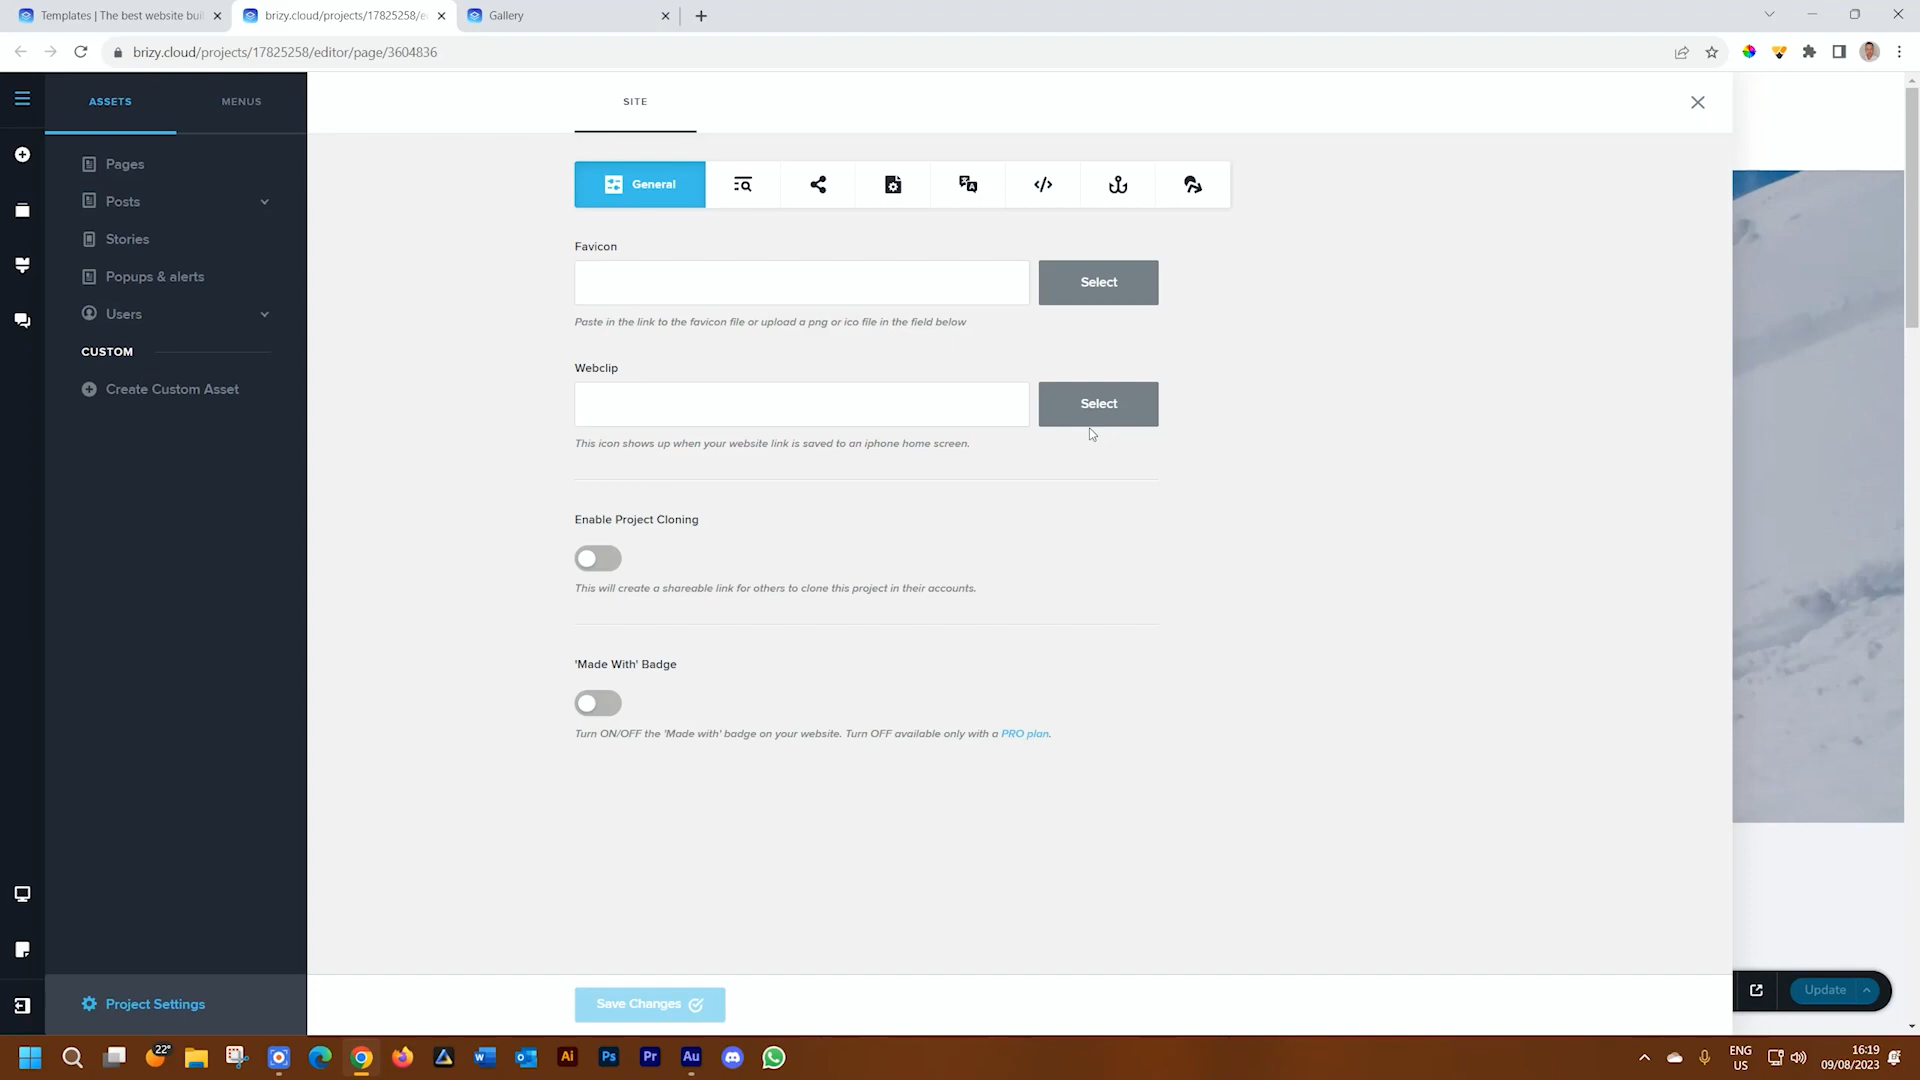 Templates | The best website buil
brizy.cloud/projects/17825258/e
Gallery
brizy.cloud/projects/17825258/editor/page/3604836
ASSETS
MENUS
SITE
Pages
Posts
Stories
Popups & alerts
Users
CUSTOM
Create Custom Asset
Project Settings
General
Favicon
Select
Paste in the link to the favicon file or upload a png or ico file in the field below
Webclip
Select
This icon shows up when your website link is saved to an iphone home screen.
Enable Project Cloning
This will create a shareable link for others to clone this project in their accounts.
'Made With' Badge
Turn ON/OFF the 'Made with' badge on your website. Turn OFF available only with a PRO plan.
Save Changes
Update
22°
Ai
Ps
Pr
Au
ENG
US
16:19
09/08/2023